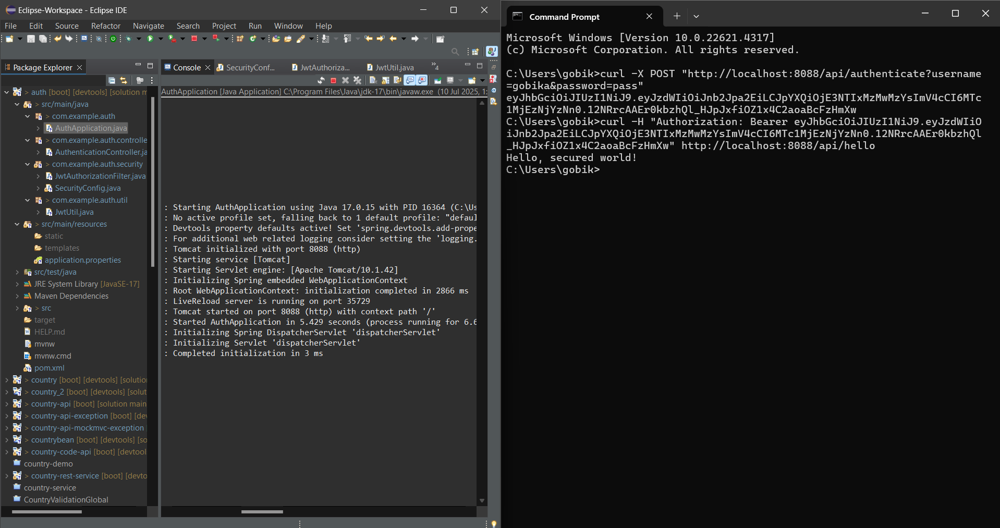 Eclipse-Workspace - Eclipse IDE
File Edit Source Refactor Navigate Search Project Run Window Help
Package Explorer
auth [boot] [devtools] [solution m
> src/main/java
> com.example.auth
AuthApplication.java
> com.example.auth.controlle
AuthenticationController.ja
> com.example.auth.security
JwtAuthorizationFilter.java
SecurityConfig.java
> com.example.auth.util
JwtUtil.java
> src/main/resources
static
templates
application.properties
src/test/java
JRE System Library [JavaSE-17]
Maven Dependencies
> src
target
HELP.md
mvnw
mvnw.cmd
pom.xml
> country [boot] [devtools] [solution
> country_2 [boot] [devtools] [solut
> country-api [boot] [solution main
> country-api-exception [boot] [dev
> country-api-mockmvc-exception
> countrybean [boot] [devtools] [so
> country-code-api [boot] [devtool
country-demo
> country-rest-service [boot] [devto
country-service
CountryValidationGlobal
Console SecurityConf... JwtAuthoriza... JwtUtil.java »4
AuthApplication [Java Application] C:\Program Files\Java\jdk-17\bin\javaw.exe (10 Jul 2025, 1:
: Starting AuthApplication using Java 17.0.15 with PID 16364 (C:\Us
: No active profile set, falling back to 1 default profile: "defaul
: Devtools property defaults active! Set 'spring.devtools.add-prope
: For additional web related logging consider setting the 'logging.
: Tomcat initialized with port 8088 (http)
: Starting service [Tomcat]
: Starting Servlet engine: [Apache Tomcat/10.1.42]
: Initializing Spring embedded WebApplicationContext
: Root WebApplicationContext: initialization completed in 2866 ms
: LiveReload server is running on port 35729
: Tomcat started on port 8088 (http) with context path '/'
: Started AuthApplication in 5.429 seconds (process running for 6.6
: Initializing Spring DispatcherServlet 'dispatcherServlet'
: Initializing Servlet 'dispatcherServlet'
: Completed initialization in 3 ms
Command Prompt
Microsoft Windows [Version 10.0.22621.4317]
(c) Microsoft Corporation. All rights reserved.
C:\Users\gobik>curl -X POST "http://localhost:8088/api/authenticate?username
=gobika&password=pass"
eyJhbGciOiJIUzI1NiJ9.eyJzdWIiOiJnb2Jpa2EiLCJpYXQiOjE3NTIxMzMwMzYsImV4cCI6MTc
1MjEzNjYzNn0.12NRrcAAEr0kbzhQl_HJpJxfiOZ1x4C2aoaBcFzHmXw
C:\Users\gobik>curl -H "Authorization: Bearer eyJhbGciOiJIUzI1NiJ9.eyJzdWIiO
iJnb2Jpa2EiLCJpYXQiOjE3NTIxMzMwMzYsImV4cCI6MTc1MjEzNjYzNn0.12NRrcAAEr0kbzhQl
_HJpJxfiOZ1x4C2aoaBcFzHmXw" http://localhost:8088/api/hello
Hello, secured world!
C:\Users\gobik>